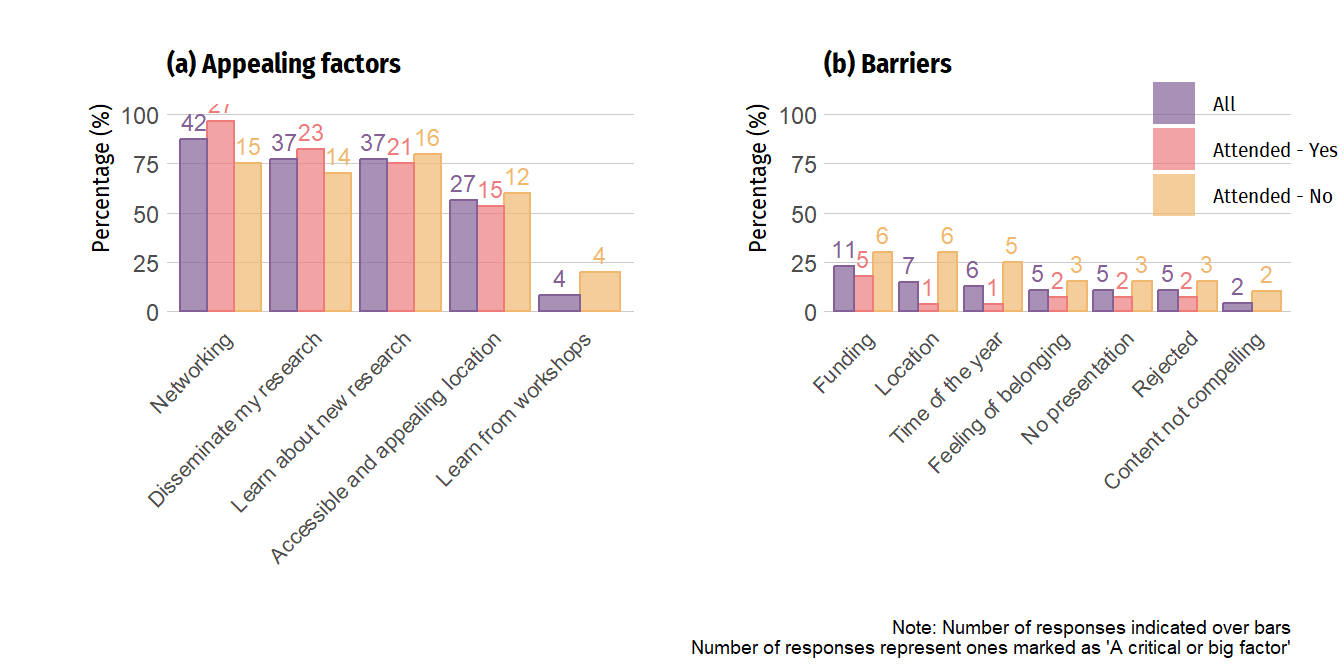 (a) Appealing factors
Percentage (%)
100
75
50
25
0
42
27
15
37
23
14
37
21
16
27
15
12
4
4
Networking
Disseminate my research
Learn about new research
Accessible and appealing location
Learn from workshops
(b) Barriers
Percentage (%)
100
75
50
25
0
11
5
6
7
1
6
6
1
5
5
2
3
5
2
3
5
2
3
2
2
Funding
Location
Time of the year
Feeling of belonging
No presentation
Rejected
Content not compelling
All
Attended - Yes
Attended - No
Note: Number of responses indicated over bars
Number of responses represent ones marked as 'A critical or big factor'